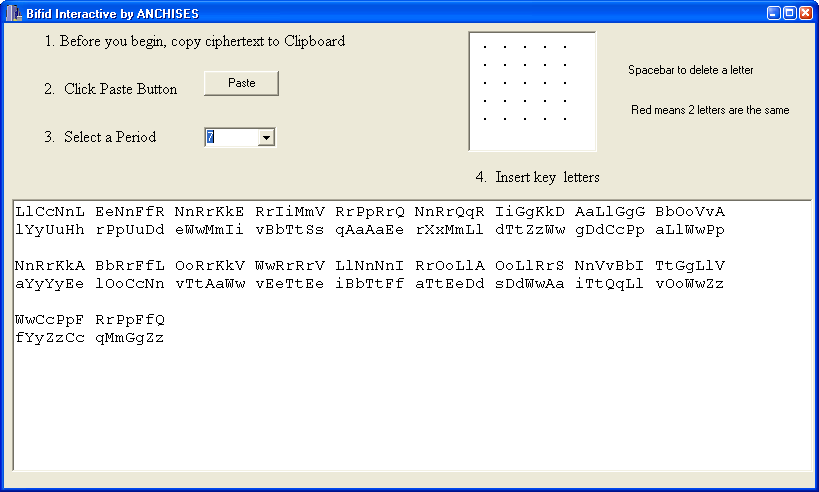 Bifid Interactive by ANCHISES
1. Before you begin, copy ciphertext to Clipboard
Spacebar to delete a letter
2. Click Paste Button
Paste
Red means 2 letters are the same
3. Select a Period
7
4. Insert key letters
LlCcNnL EeNnFfR NnRrKkE RrIiMmV RrPpRrQ NnRrQqR IiGgKkD AaLlGgG BbOoVvA
lYyUuHh rPpUuDd eWwMmIi vBbTtSs qAaAaEe rXxMmLl dTtZzWw gDdCcPp aLlWwPp
NnRrKkA BbRrFfL OoRrKkV WwRrRrV LlNnNnI RrOoLlA OoLlRrS NnVvBbI TtGgLlV
aYyYyEe lOoCcNn vTtAaWw vEeTtEe iBbTtFf aTtEeDd sDdWwAa iTtQqLl vOoWwZz
WwCcPpF RrPpFfQ
fYyZzCc qMmGgZz